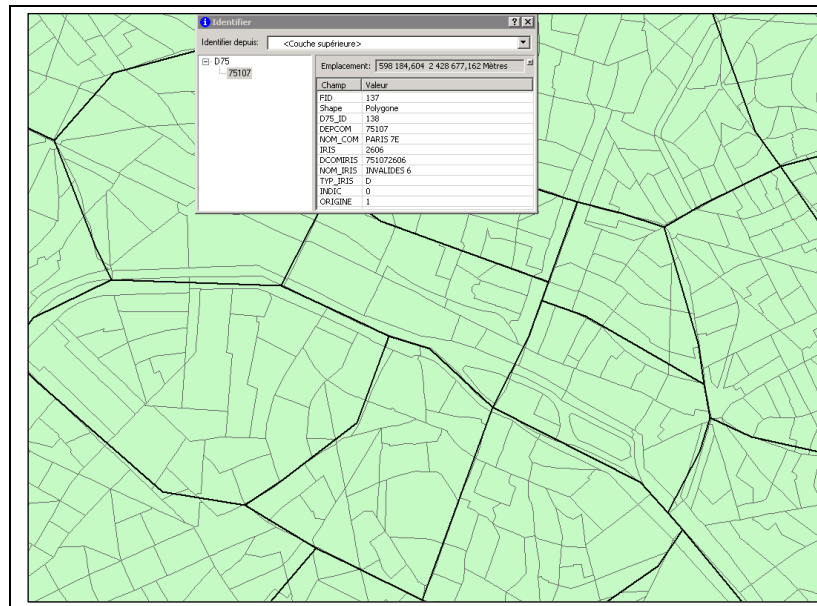 Identifier
Identifier depuis: <Couche supérieure>
D75
75107
Emplacement: 598 184,604 2 428 677,162 Mètres
Champ Valeur
FID 137
Shape Polygone
D75_ID 138
DEPCOM 75107
NOM_COM PARIS 7E
IRIS 2606
DCOMIRIS 751072606
NOM_IRIS INVALIDES 6
TYP_IRIS D
INDIC 0
ORIGINE 1